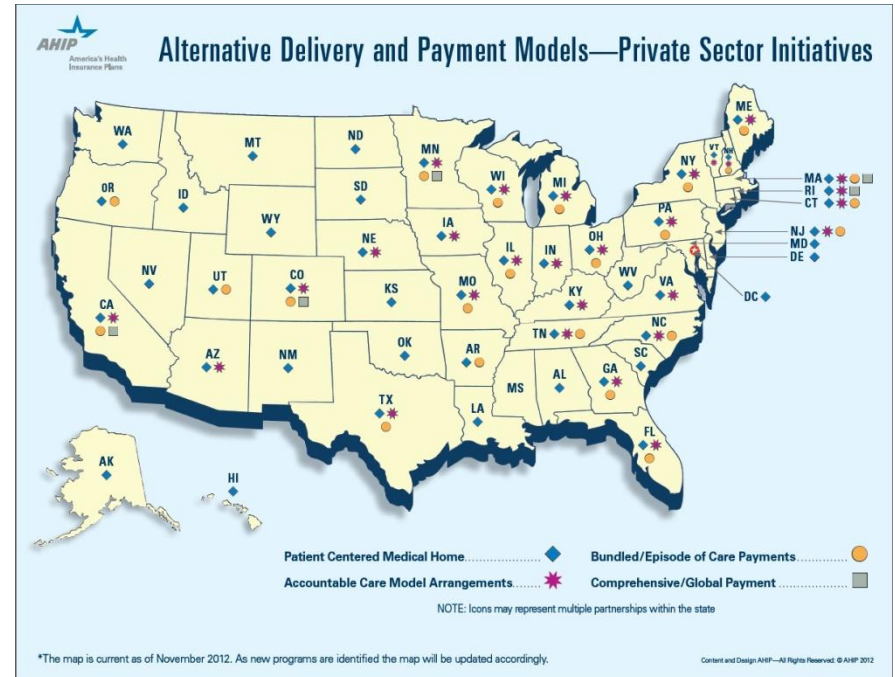 AHIP
America's Health
Insurance Plans
Alternative Delivery and Payment Models—Private Sector Initiatives
WA
MT
ND
MN
ME
VT
NH
OR
ID
SD
WI
MI
NY
MA
RI
CT
WY
IA
PA
NJ
MD
DE
NE
IL
IN
OH
NV
UT
CO
WV
DC
CA
KS
MO
KY
VA
TN
NC
AZ
NM
OK
AR
SC
MS
AL
GA
TX
LA
FL
AK
HI
Patient Centered Medical Home
Bundled/Episode of Care Payments
Accountable Care Model Arrangements
Comprehensive/Global Payment
NOTE: Icons may represent multiple partnerships within the state
*The map is current as of November 2012. As new programs are identified the map will be updated accordingly.
Content and Design AHIP—All Rights Reserved: © AHIP 2012